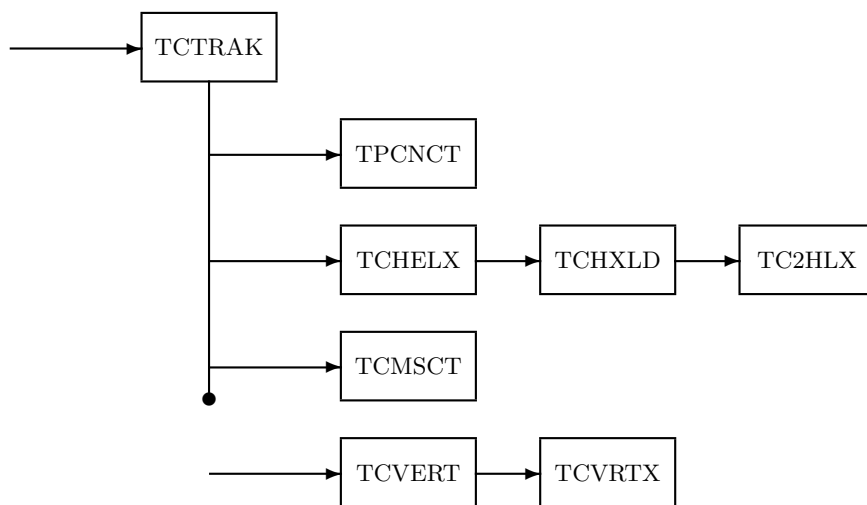 TCTRAK
TPCNCT
TCHELX TCHXLD TC2HLX
TCMSCT
TCVERT TCVRTX